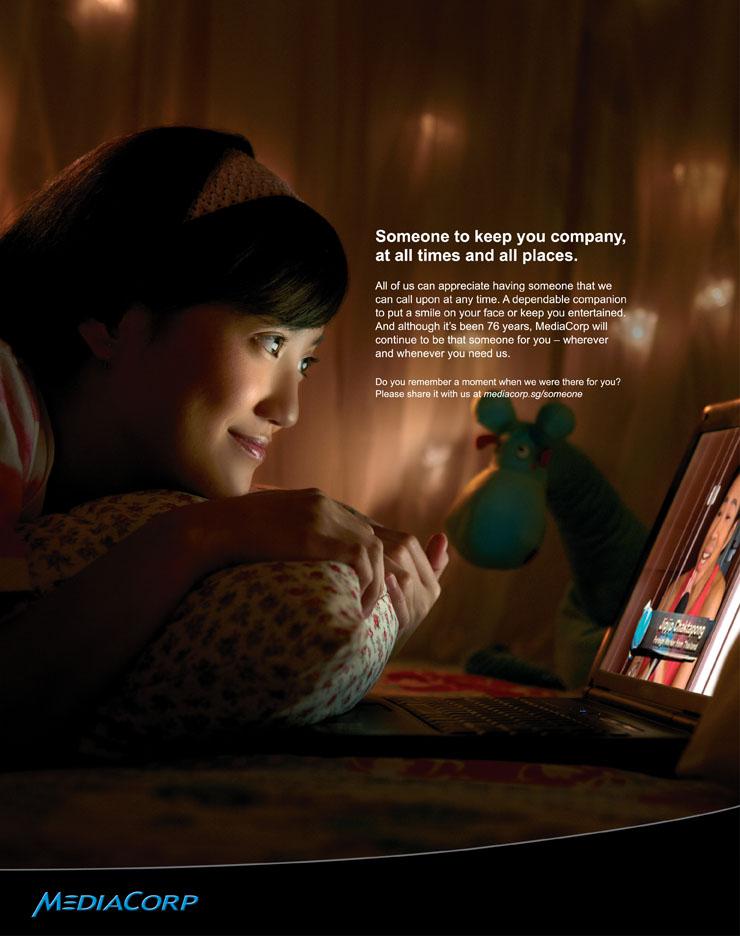 Someone to keep you company,
at all times and all places.
All of us can appreciate having someone that we
can call upon at any time. A dependable companion
to put a smile on your face or keep you entertained.
And although it's been 76 years, MediaCorp will
continue to be that someone for you – wherever
and whenever you need us.
Do you remember a moment when we were there for you?
Please share it with us at mediacorp.sg/someone
Chaktapong
Foreign Worker from Thailand
MEDIACORP